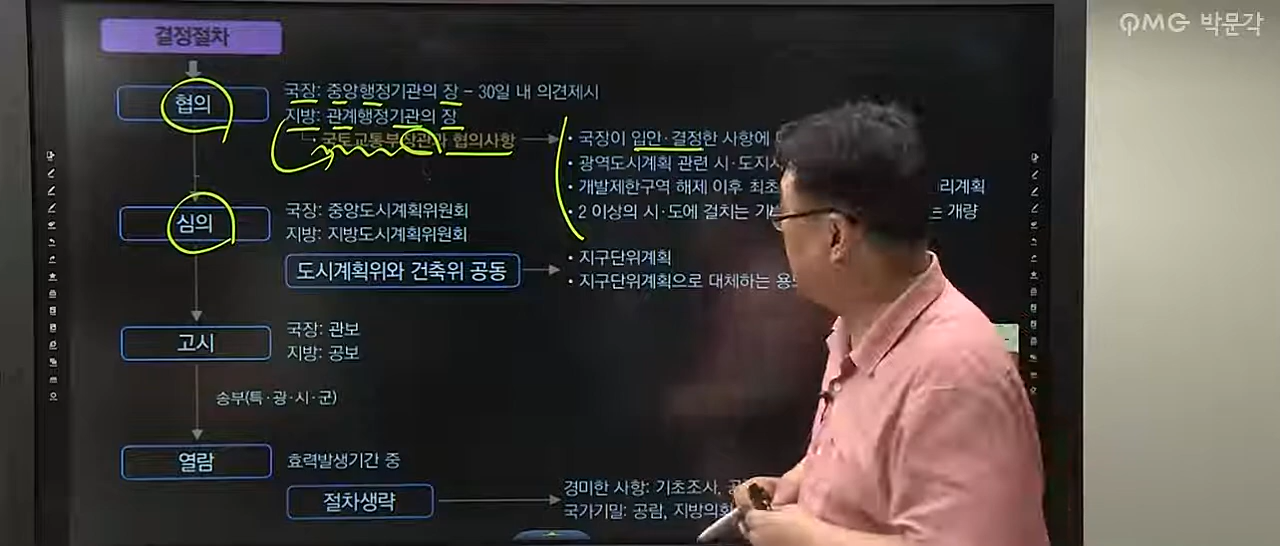 QMG 박문각
결정절차
협의
국장: 중앙행정기관의 장 - 30일 내 의견제시
지방: 관계행정기관의 장
국토교통부장관과 협의사항
• 국장이 입안·결정한 사항에
• 광역도시계획 관련 시·도지사
• 개발제한구역 해제 이후 최초 리계획
• 2 이상의 시·도에 걸치는 는 개량
심의
국장: 중앙도시계획위원회
지방: 지방도시계획위원회
도시계획위와 건축위 공동
• 지구단위계획
• 지구단위계획으로 대체하는
고시
국장: 관보
지방: 공보
송부(특·광·시·군)
열람
효력발생기간 중
절차생략
경미한 사항: 기초조사,
국가기밀: 공람, 지방의회